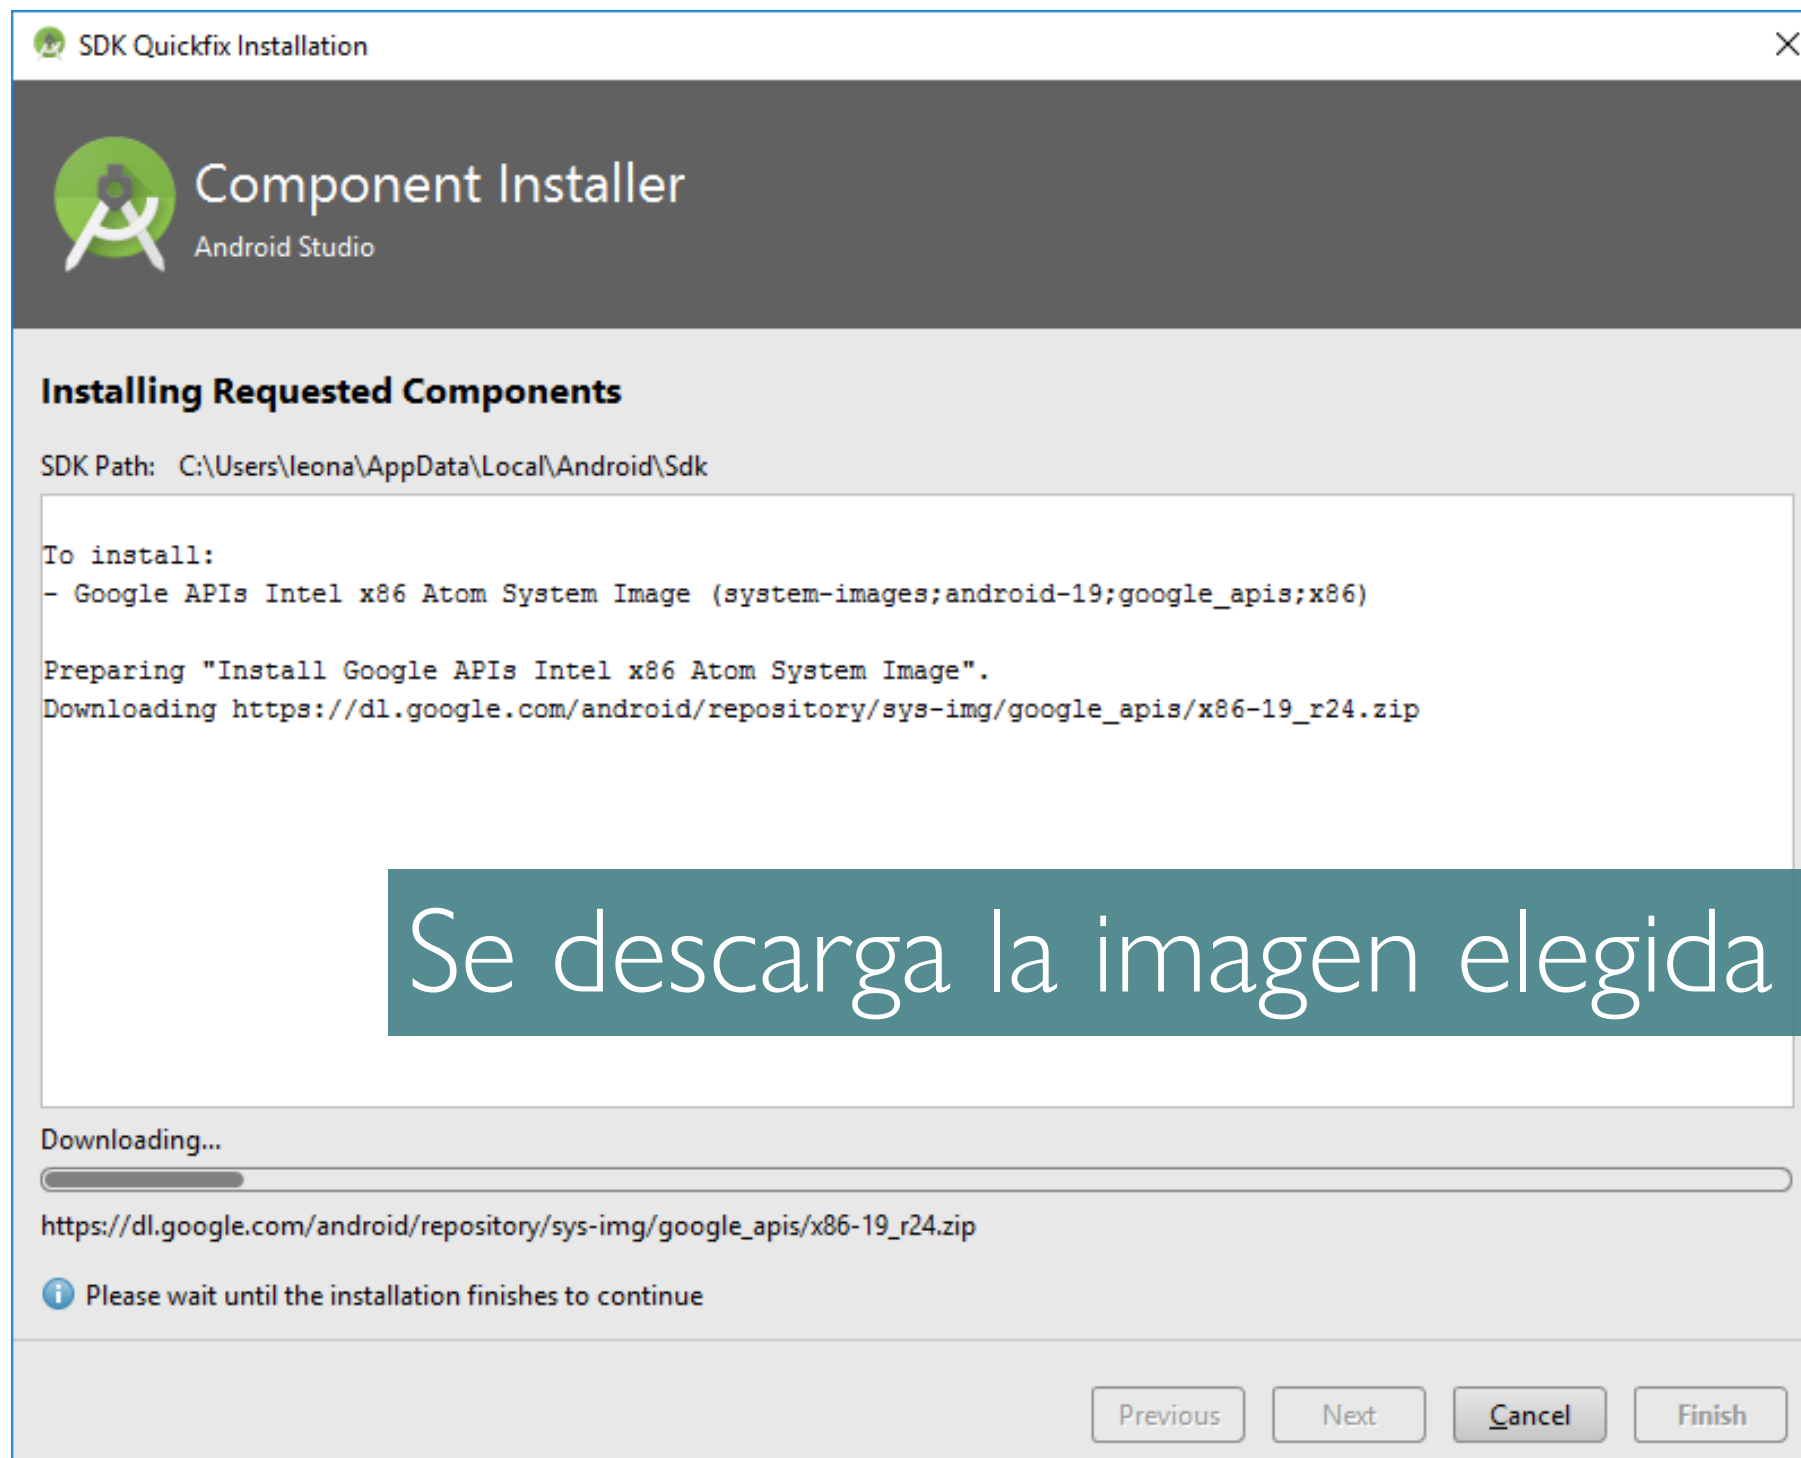 SDK Quickfix Installation
Component Installer
Android Studio
Installing Requested Components
SDK Path: C:\Users\leona\AppData\Local\Android\Sdk
To install:
- Google APIs Intel x86 Atom System Image (system-images;android-19;google_apis;x86)
Preparing "Install Google APIs Intel x86 Atom System Image".
Downloading https://dl.google.com/android/repository/sys-img/google_apis/x86-19_r24.zip
Se descarga la imagen elegida
Downloading...
https://dl.google.com/android/repository/sys-img/google_apis/x86-19_r24.zip
Please wait until the installation finishes to continue
Previous Next Cancel Finish